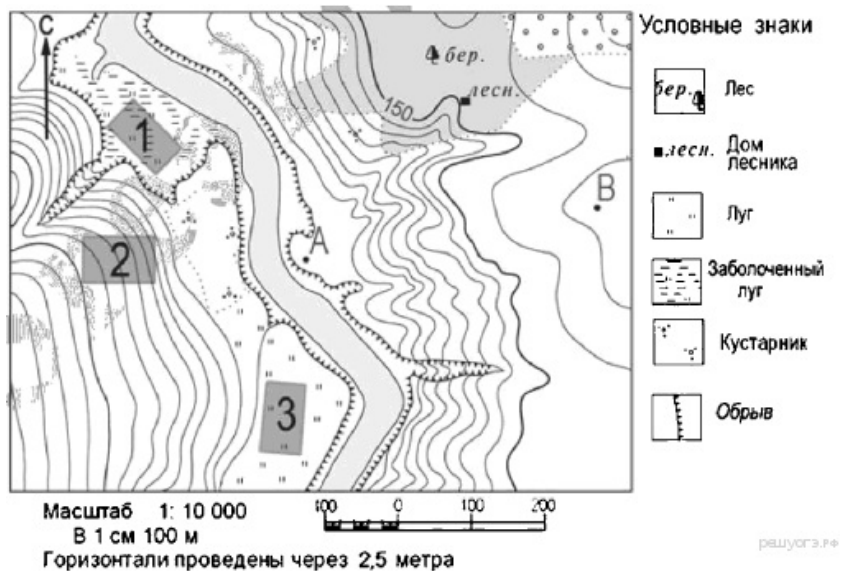 С
Условные знаки
бер.
лесн.
150
1
2
3
А
В
бер. Лес
лесн. Дом лесника
Луг
Заболоченный луг
Кустарник
Обрыв
Масштаб 1: 10 000
В 1 см 100 м
100 0 100 200
Горизонтали проведены через 2,5 метра
решуогэ.рф